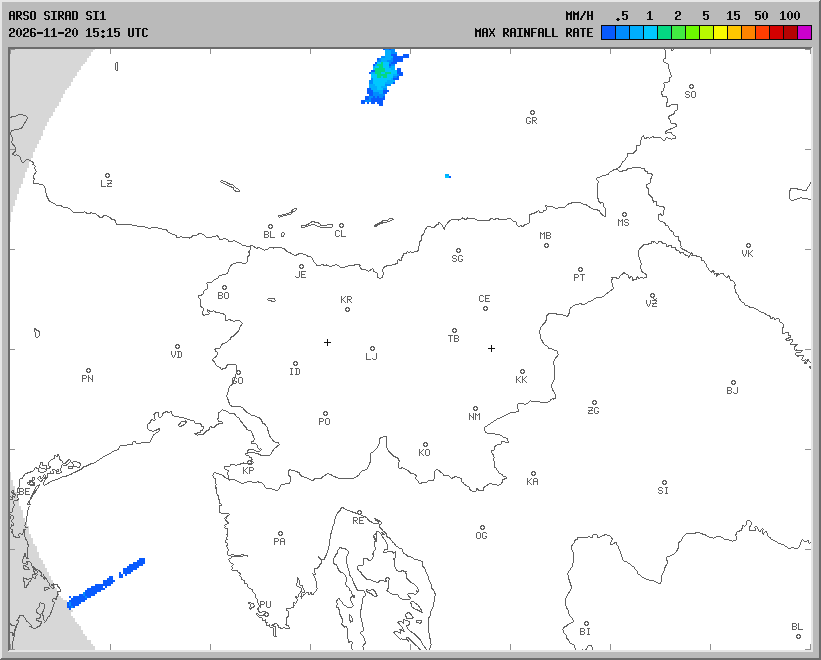 ARSO SIRAD SI1
MM/H .5 1 2 5 15 50 100
2026-11-20 15:15 UTC
MAX RAINFALL RATE
SO
GR
LZ
MS
BL
CL
MB
VK
SG
JE
PT
BO
KR
CE
VZ
TB
VD
LJ
ID
PN
GO
KK
BJ
ZG
NM
PO
KO
KP
KA
BE
SI
RE
OG
PA
PU
BI
BL